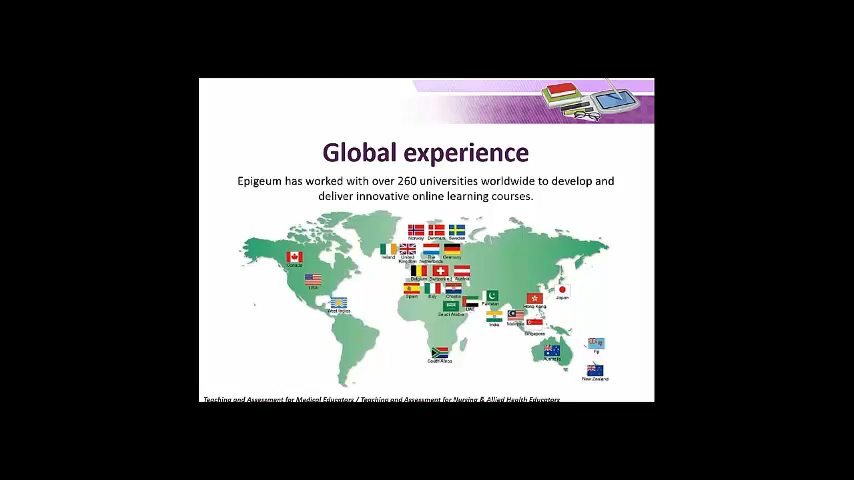 Global experience
Epigeum has worked with over 260 universities worldwide to develop and
deliver innovative online learning courses.
Norway Denmark Sweden
Ireland United Kingdom The Netherlands Germany
Canada
Belgium Switzerland Austria
USA
Spain Italy Croatia Pakistan Japan
West Indies Saudi Arabia UAE Hong Kong
India Malaysia
Singapore
South Africa Australia Fiji
New Zealand
Teaching and Assessment for Medical Educators / Teaching and Assessment for Nursing & Allied Health Educators